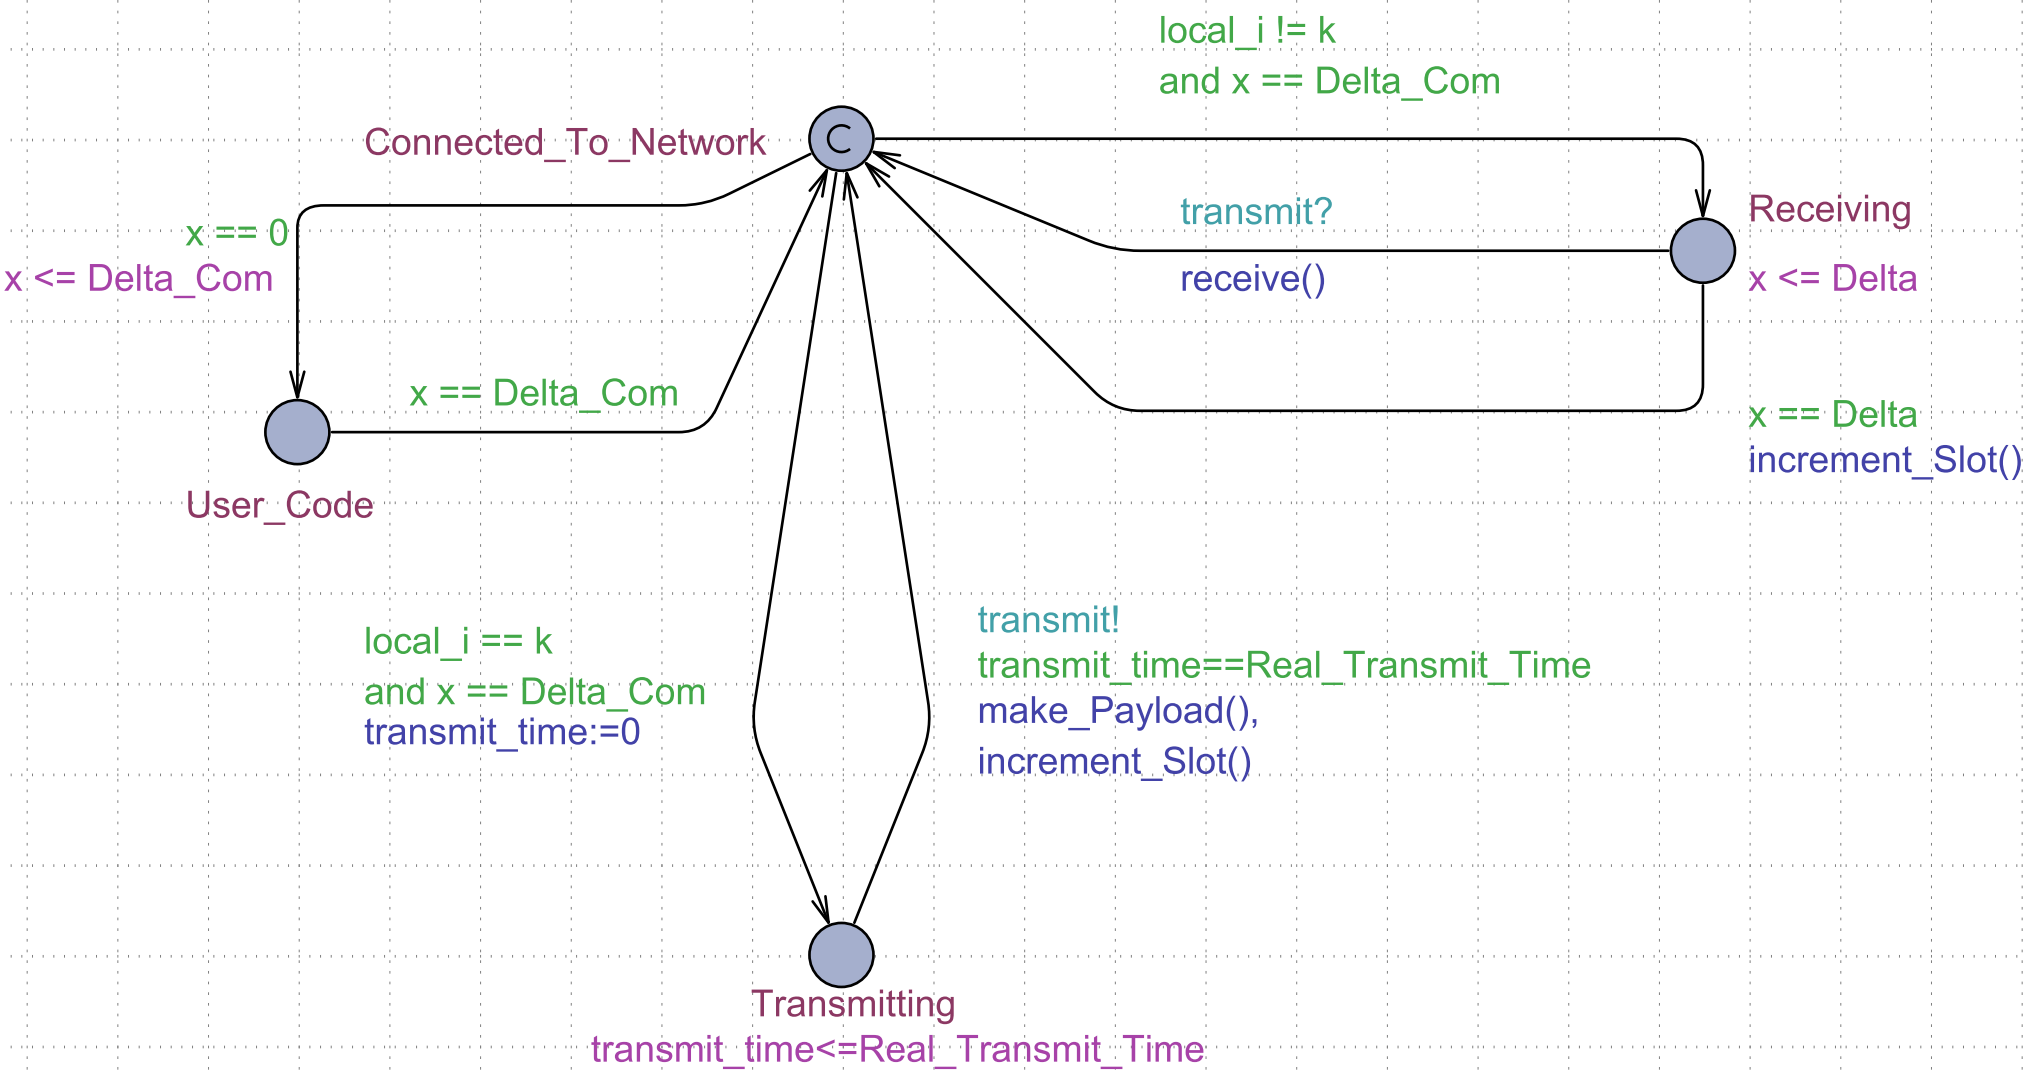 local_i != k
and x == Delta_Com
C
Connected_To_Network
transmit?
receive()
Receiving
x <= Delta
x == 0
x <= Delta_Com
x == Delta_Com
User_Code
x == Delta
increment_Slot()
local_i == k
and x == Delta_Com
transmit_time:=0
transmit!
transmit_time==Real_Transmit_Time
make_Payload(),
increment_Slot()
Transmitting
transmit_time<=Real_Transmit_Time